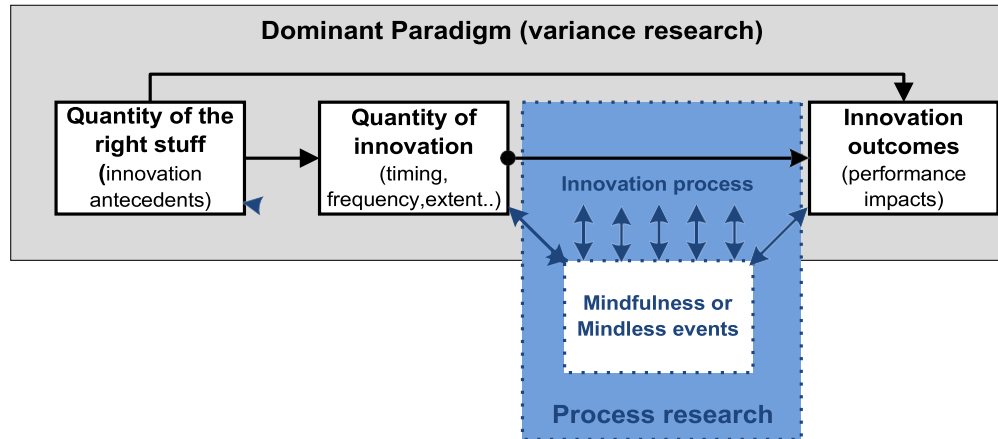 Dominant Paradigm (variance research)
Quantity of the
right stuff
(innovation
antecedents)
Quantity of
innovation
(timing,
frequency,extent..)
Innovation process
Innovation
outcomes
(performance
impacts)
Mindfulness or
Mindless events
Process research